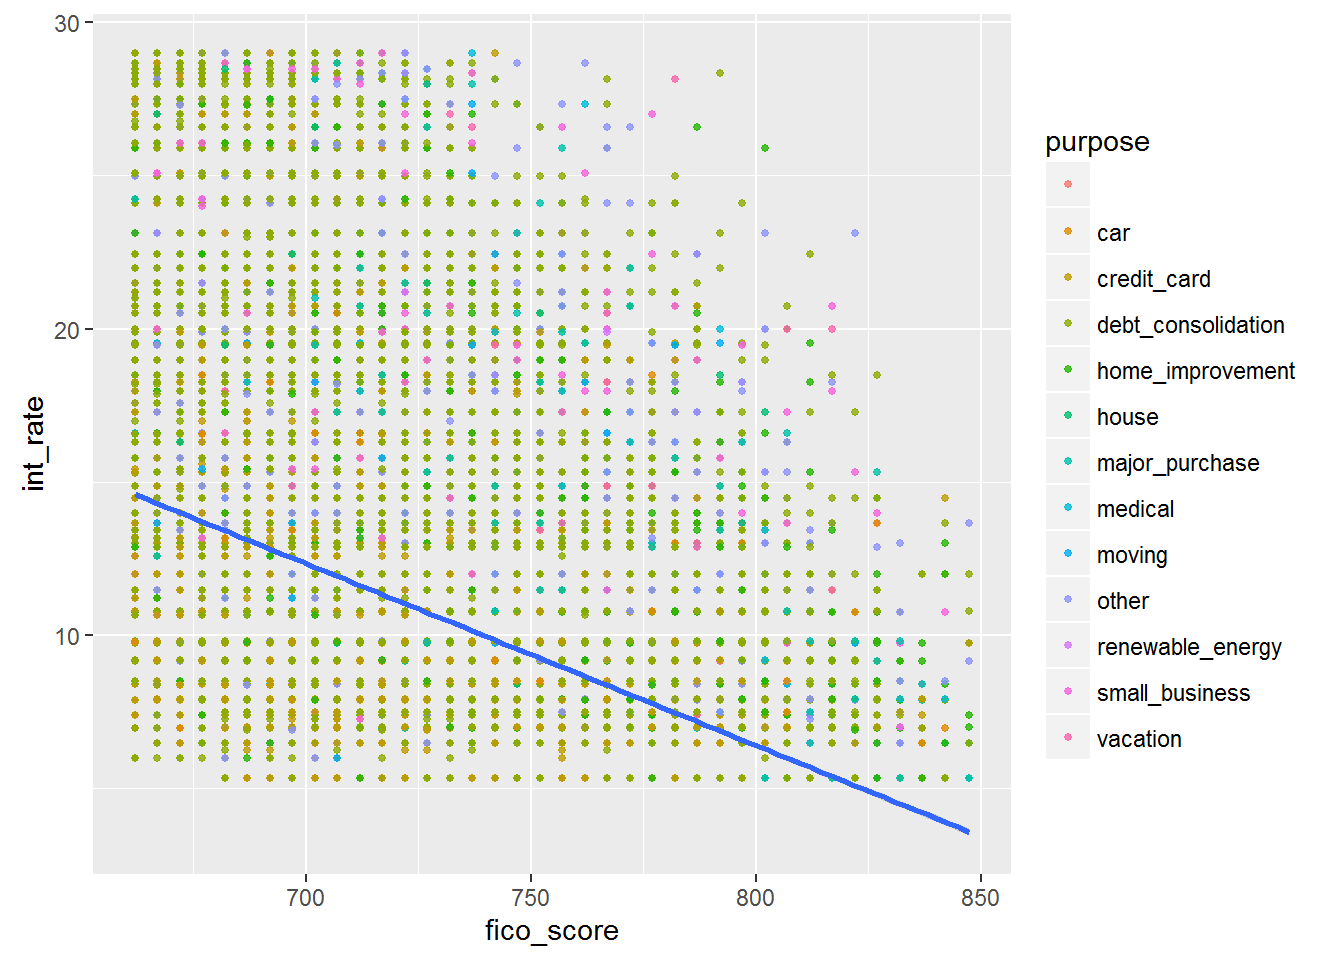 30
20
10
int_rate
700
750
800
850
fico_score
purpose
car
credit_card
debt_consolidation
home_improvement
house
major_purchase
medical
moving
other
renewable_energy
small_business
vacation